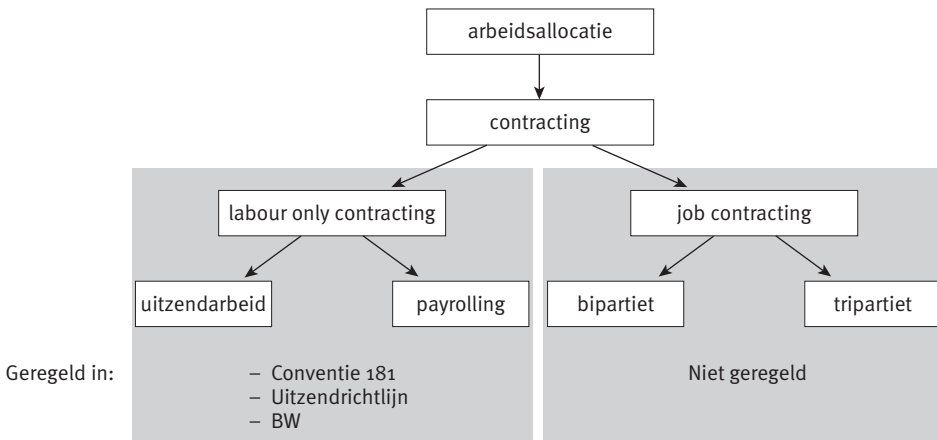 arbeidsallocatie
contracting
labour only contracting
job contracting
uitzendarbeid
payrolling
bipartiet
tripartiet
Geregeld in:
– Conventie 181
– Uitzendrichtlijn
– BW
Niet geregeld